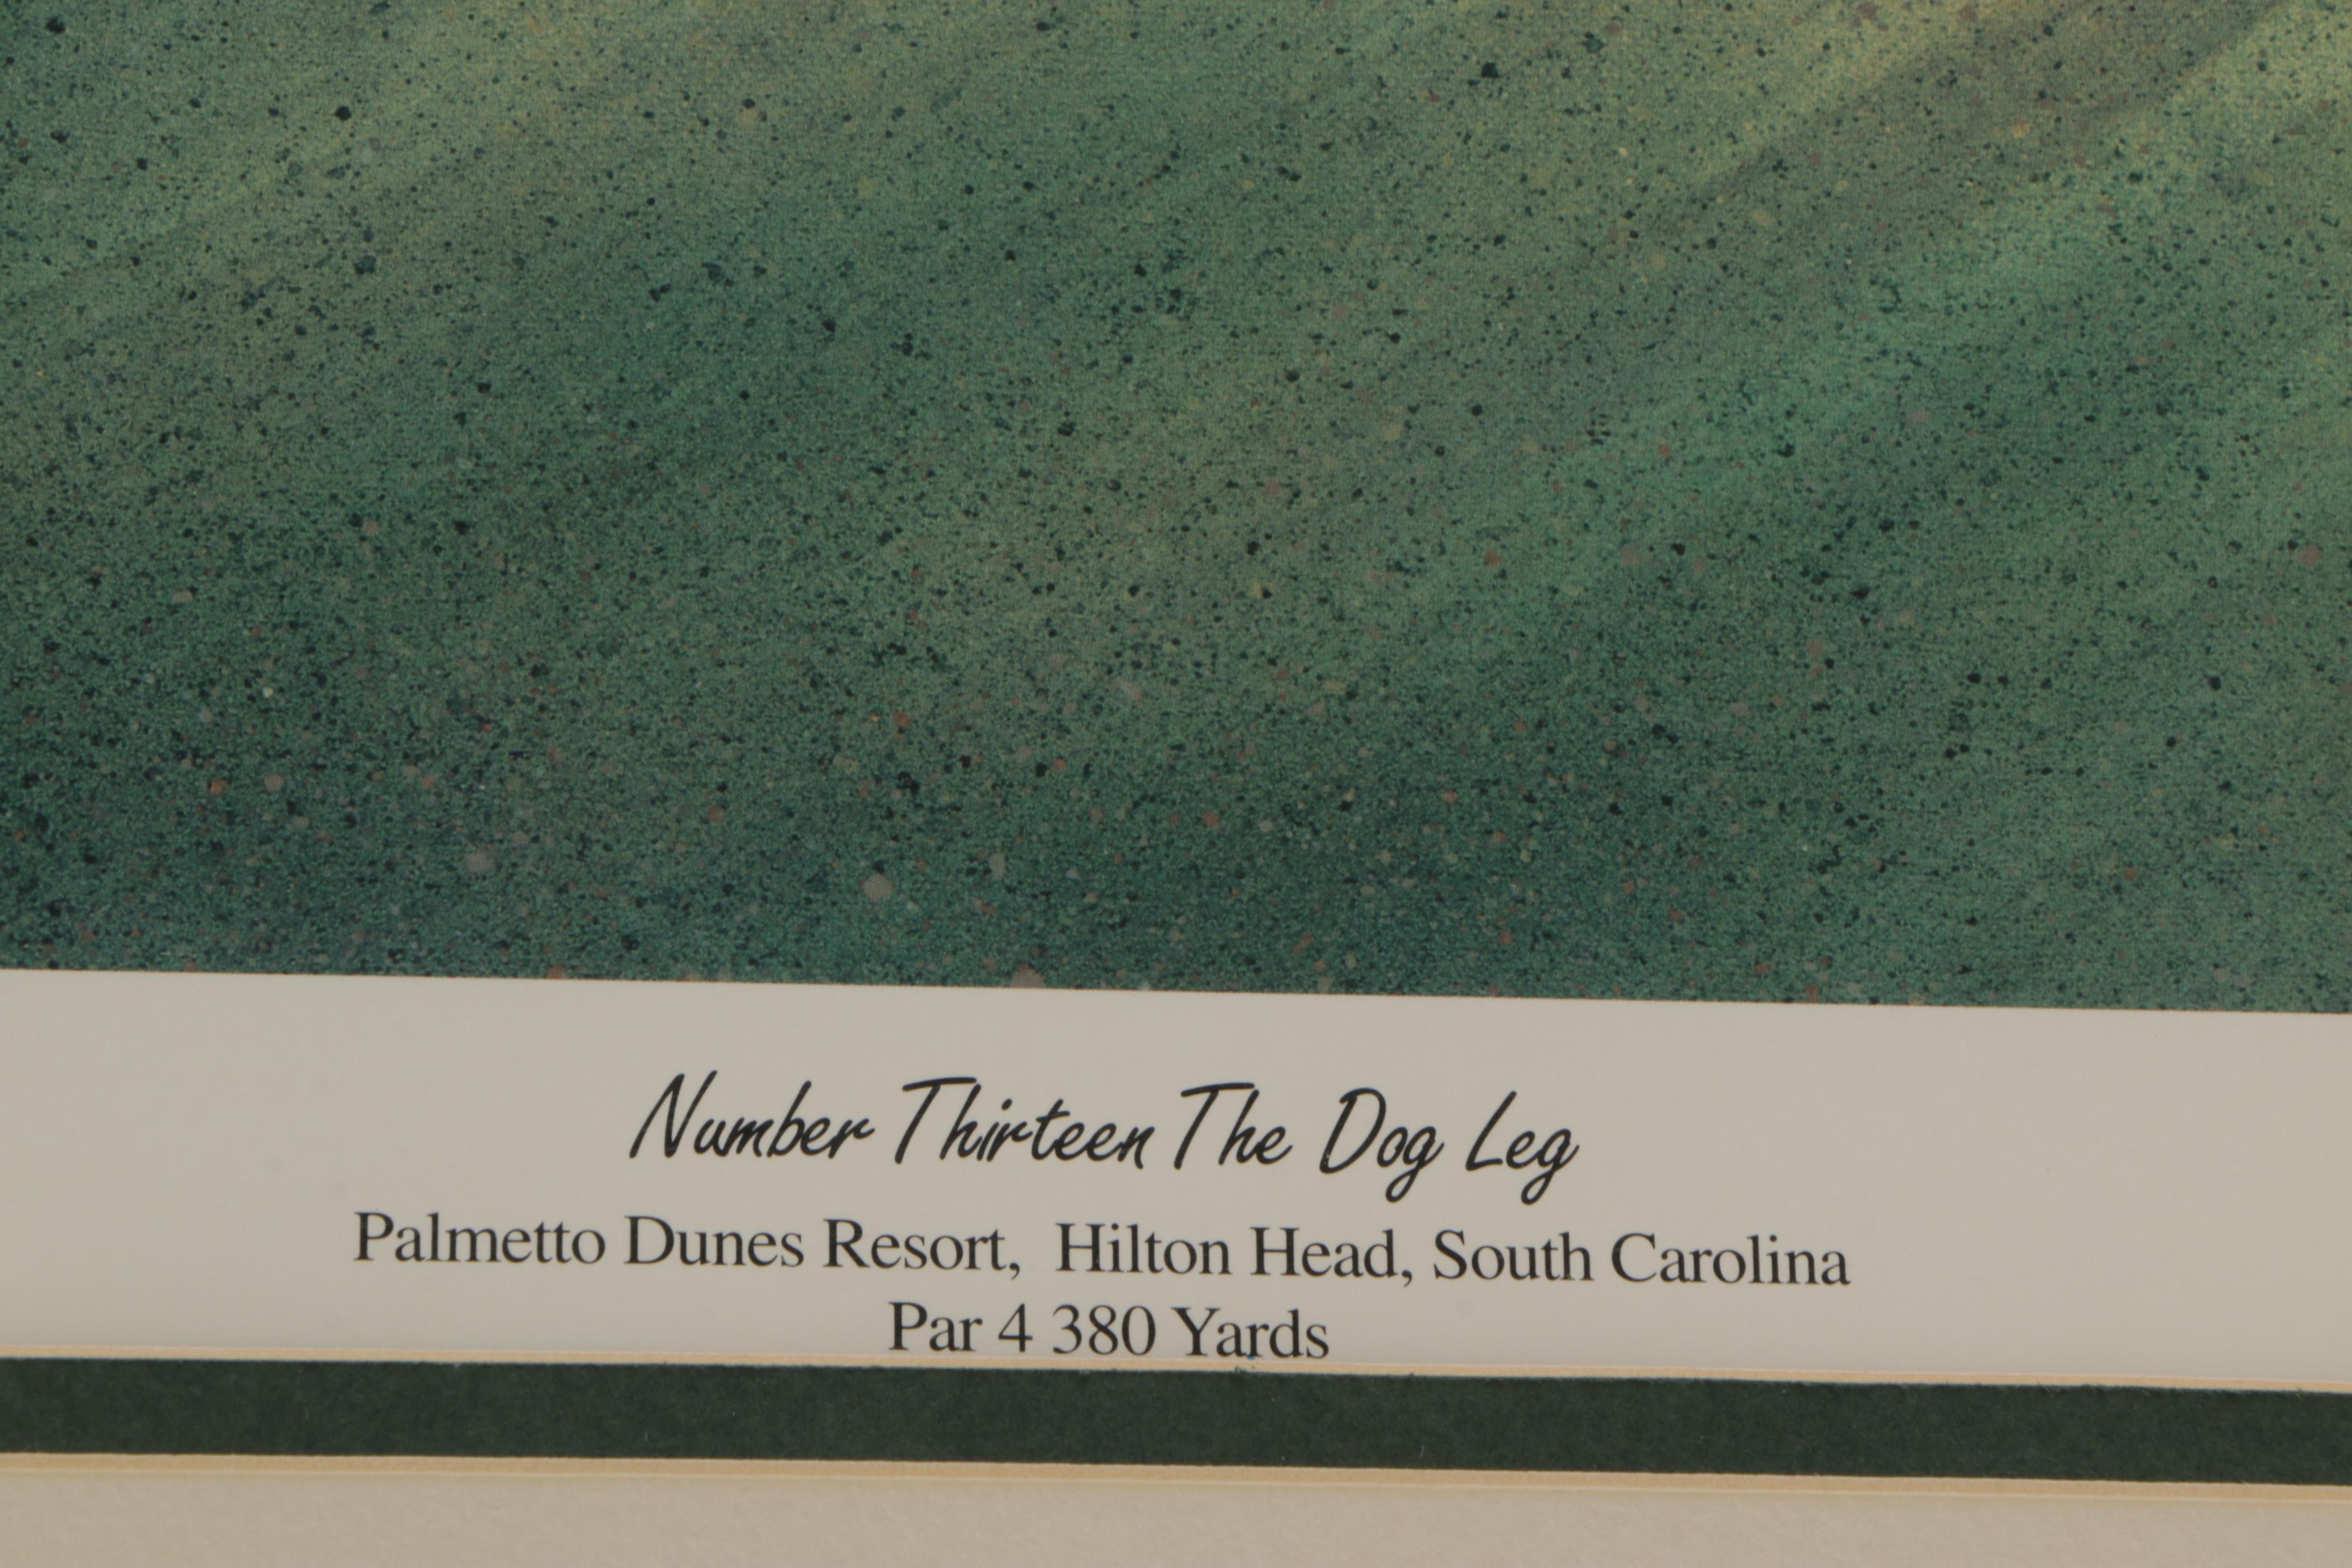 Number Thirteen The Dog Leg
Palmetto Dunes Resort, Hilton Head, South Carolina
Par 4 380 Yards